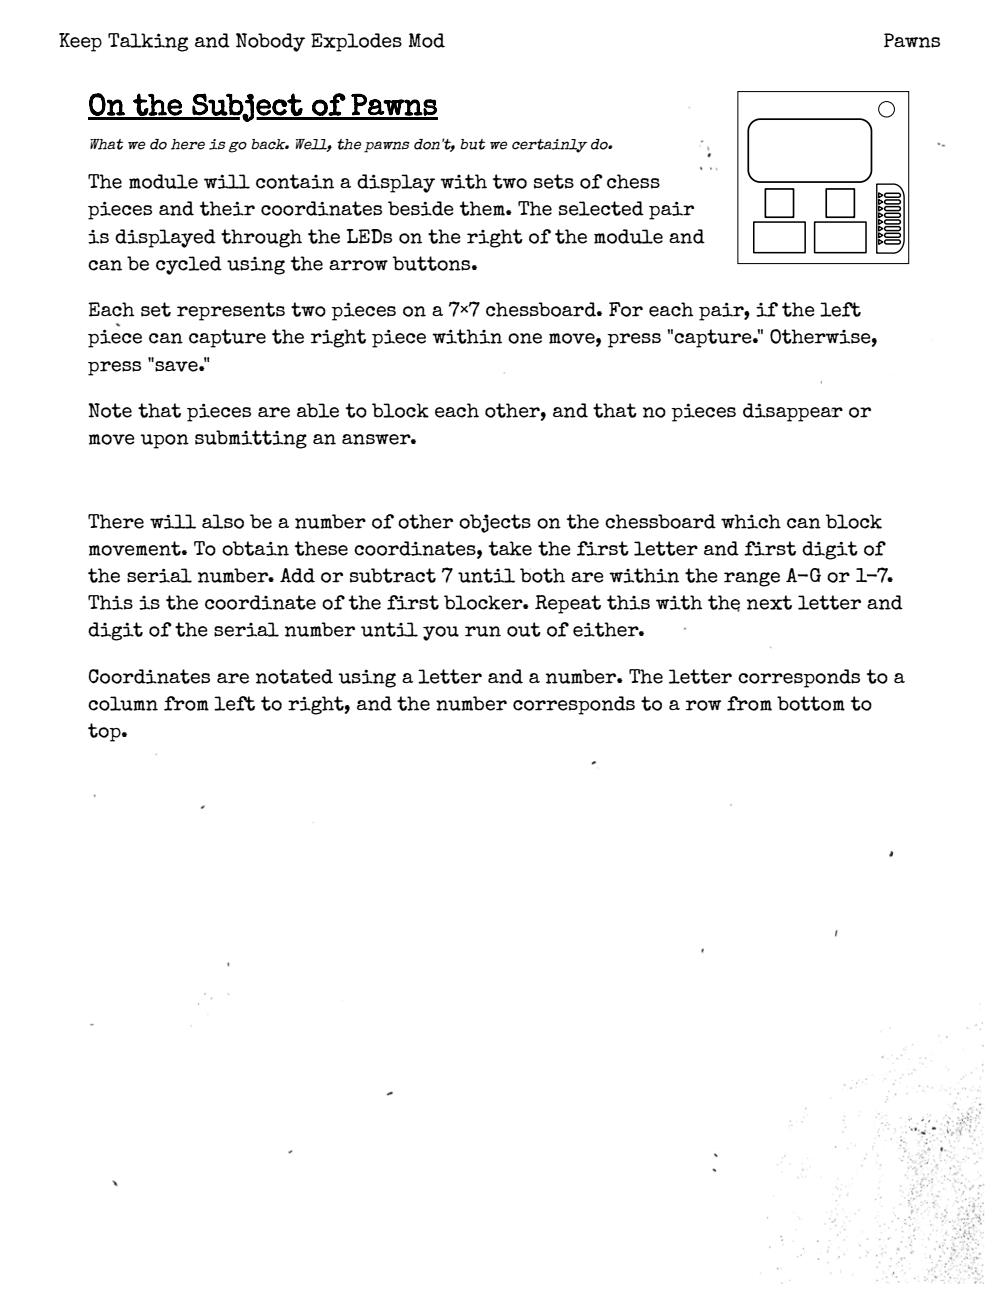 Keep Talking and Nobody Explodes Mod
Pawns
On the Subject of Pawns
What we do here is go back. Well, the pawns don't, but we certainly do.
The module will contain a display with two sets of chess
pieces and their coordinates beside them. The selected pair
is displayed through the LEDs on the right of the module and
can be cycled using the arrow buttons.
Each set represents two pieces on a 7×7 chessboard. For each pair, if the left
piece can capture the right piece within one move, press "capture." Otherwise,
press "save."
Note that pieces are able to block each other, and that no pieces disappear or
move upon submitting an answer.
There will also be a number of other objects on the chessboard which can block
movement. To obtain these coordinates, take the first letter and first digit of
the serial number. Add or subtract 7 until both are within the range A-G or 1-7.
This is the coordinate of the first blocker. Repeat this with the next letter and
digit of the serial number until you run out of either.
Coordinates are notated using a letter and a number. The letter corresponds to a
column from left to right, and the number corresponds to a row from bottom to
top.